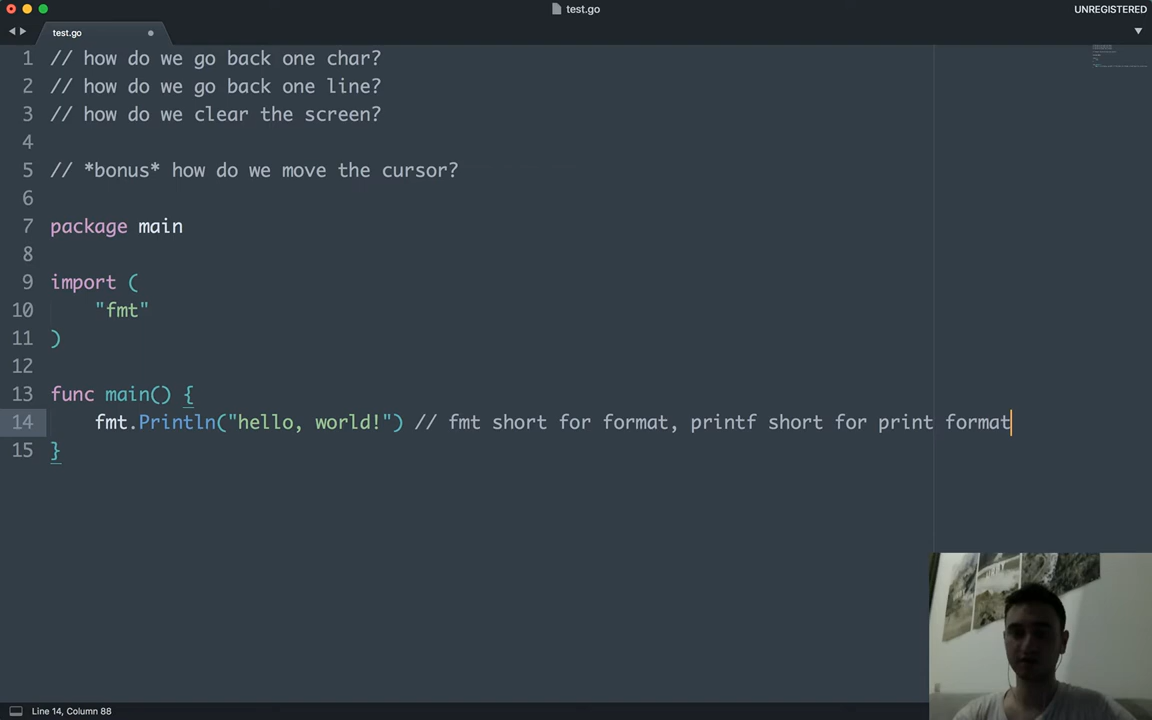 test.go
UNREGISTERED
test.go
1 // how do we go back one char?
2 // how do we go back one line?
3 // how do we clear the screen?
4
5 // *bonus* how do we move the cursor?
6
7 package main
8
9 import (
10 "fmt"
11 )
12
13 func main() {
14 fmt.Println("hello, world!") // fmt short for format, printf short for print format
15 }
Line 14, Column 88